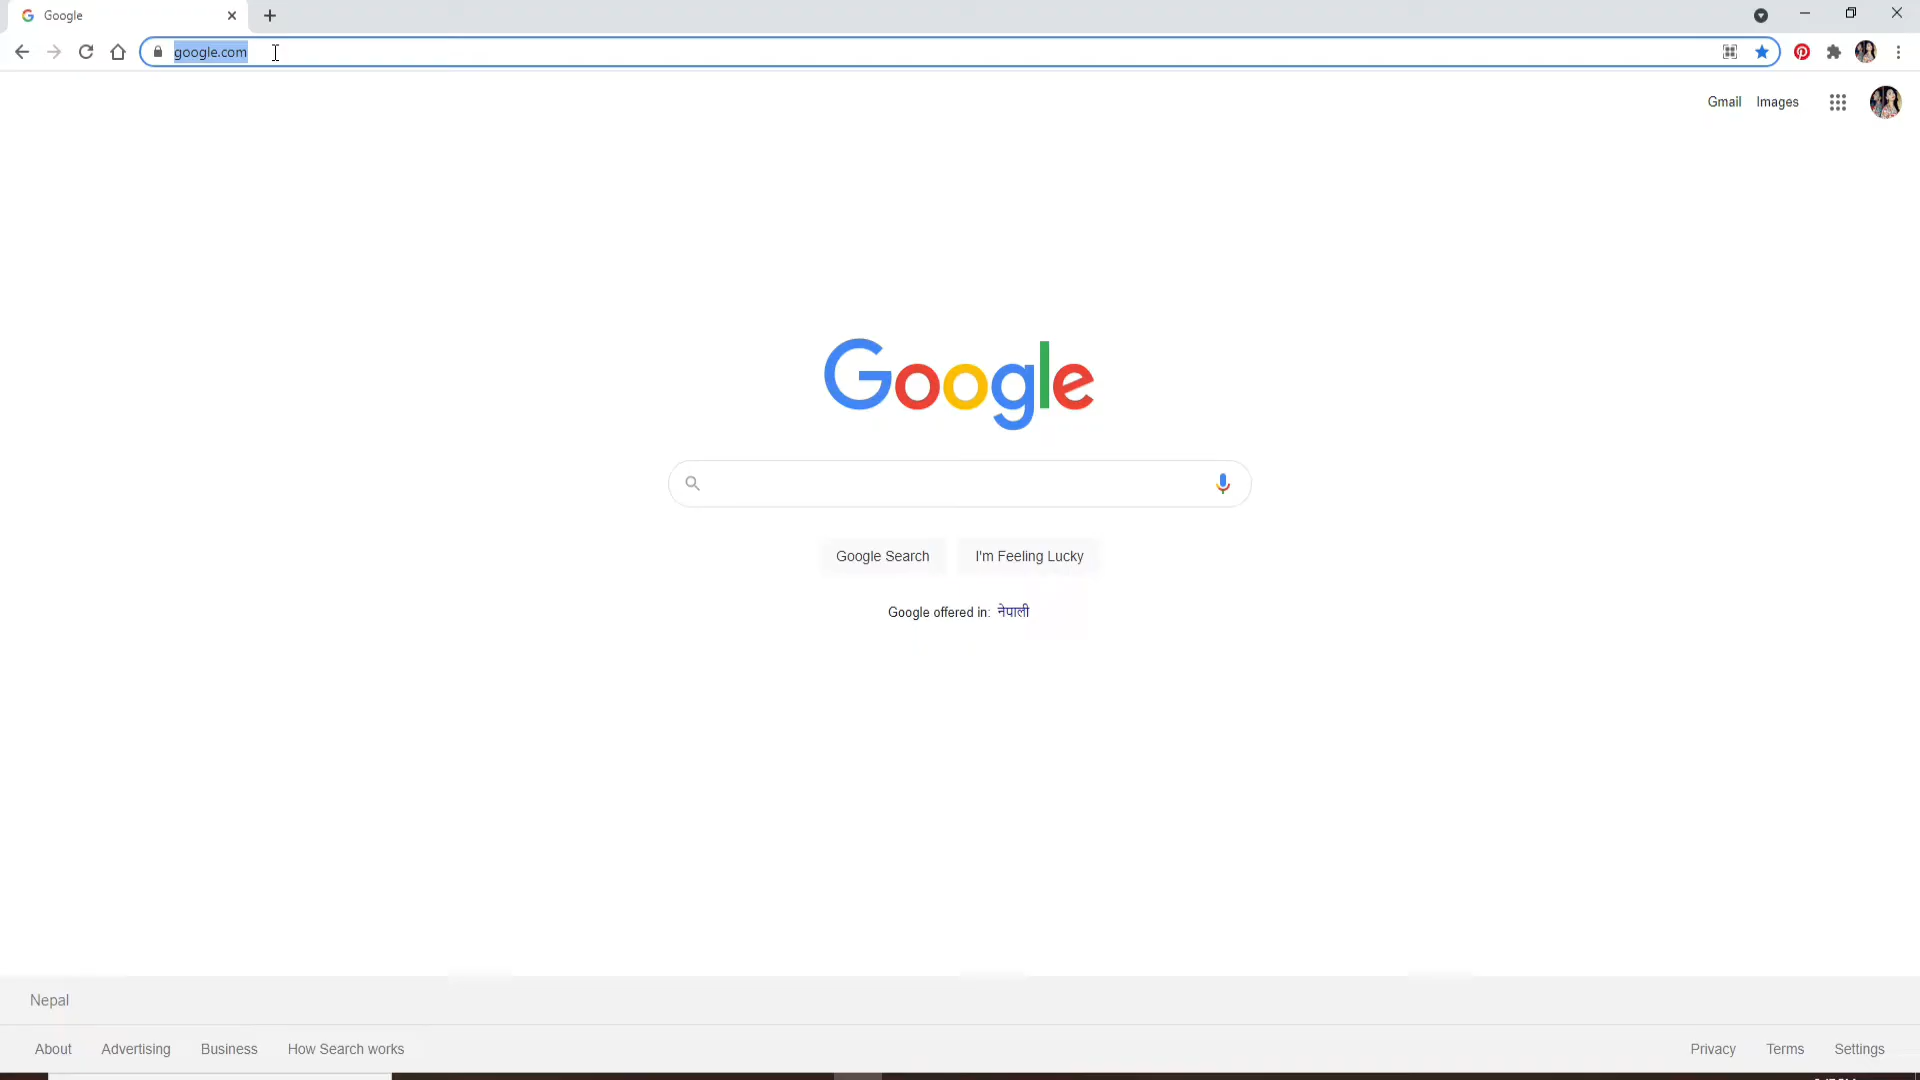 Google
google.com
Gmail Images
Google
Google Search I'm Feeling Lucky
Google offered in: नेपाली
Nepal
About Advertising Business How Search works Privacy Terms Settings